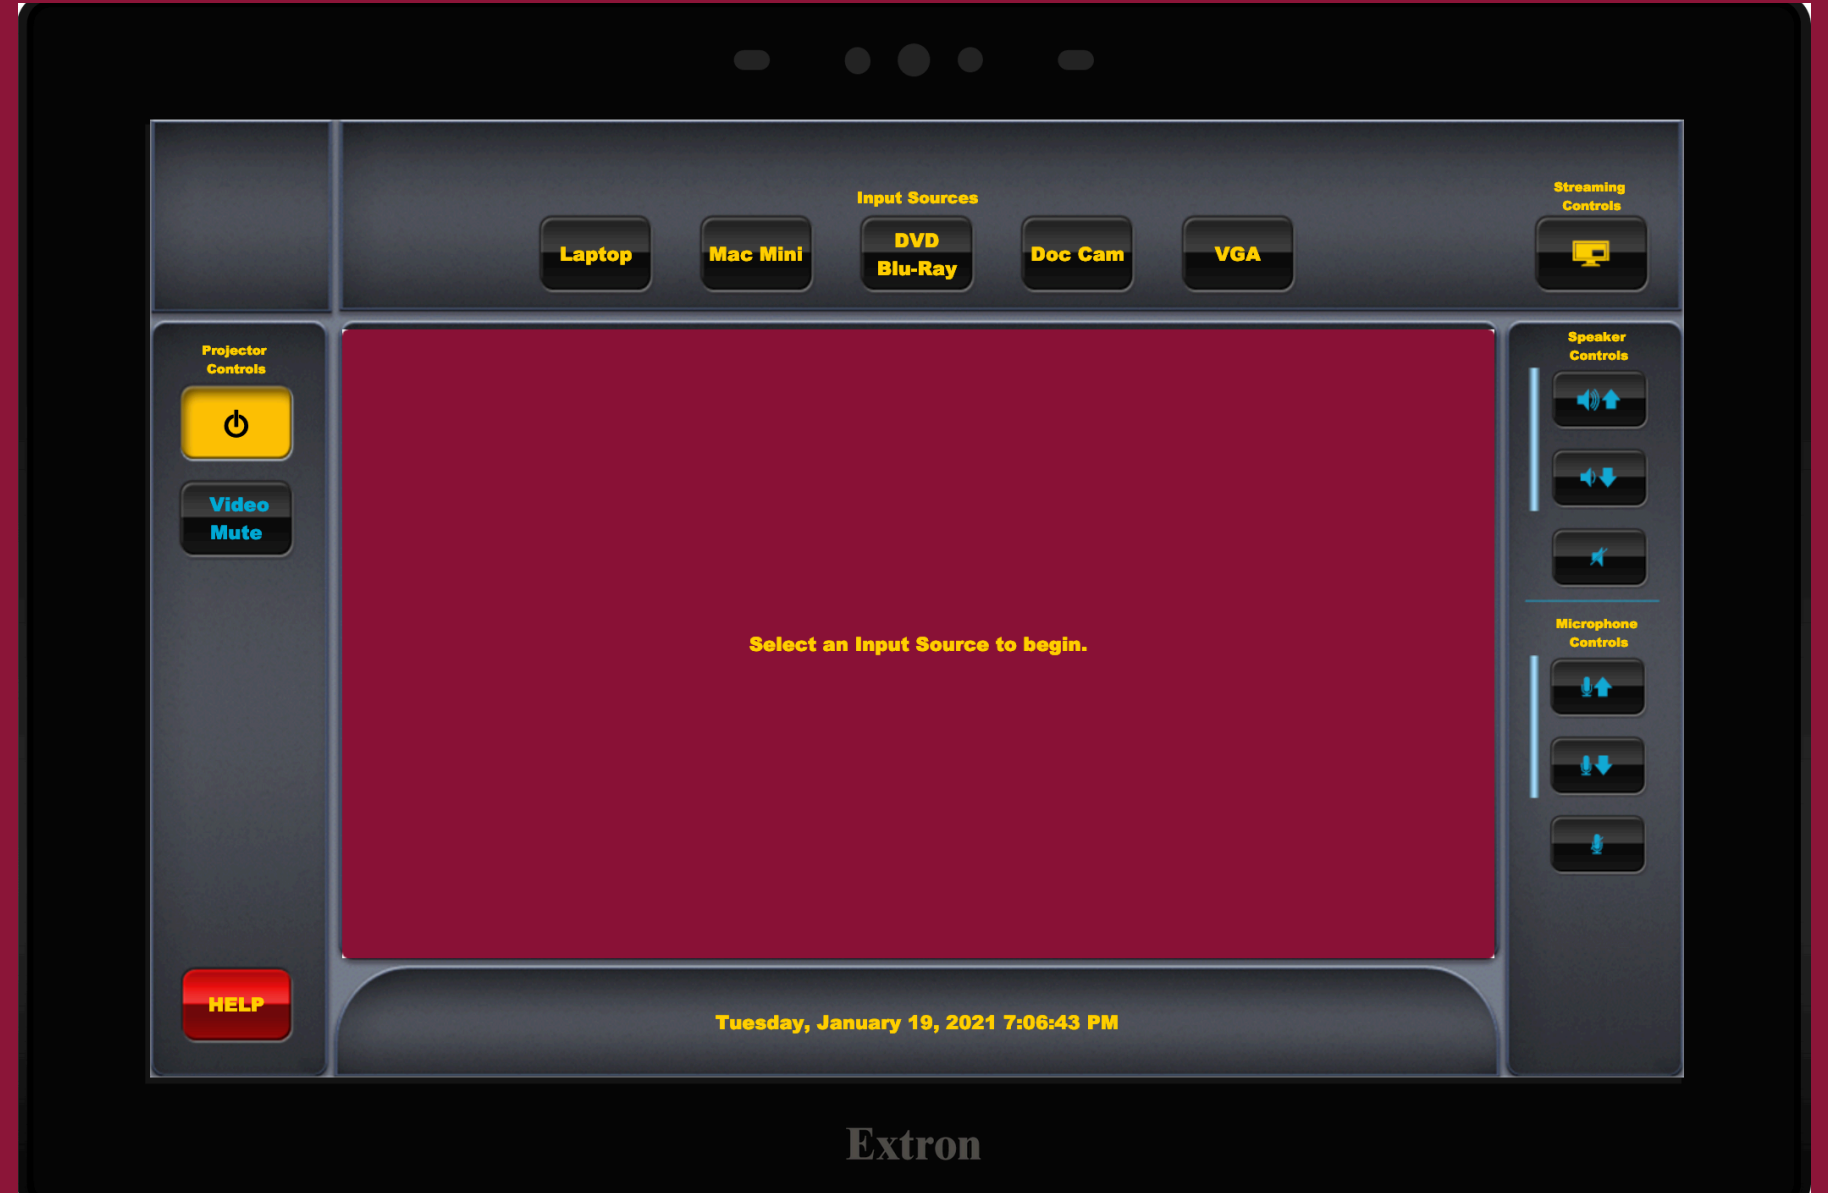 Input Sources
Streaming
Controls
Laptop
Mac Mini
DVD
Blu-Ray
Doc Cam
VGA
Projector
Controls
Video
Mute
HELP
Select an Input Source to begin.
Speaker
Controls
Microphone
Controls
Tuesday, January 19, 2021 7:06:43 PM
Extron